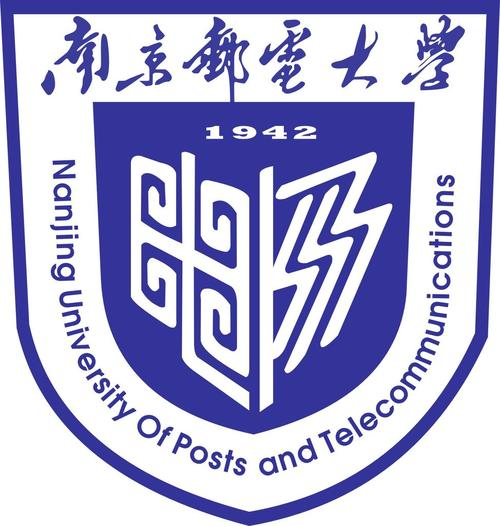 南京郵電大學
1942
Nanjing University Of Posts and Telecommunications